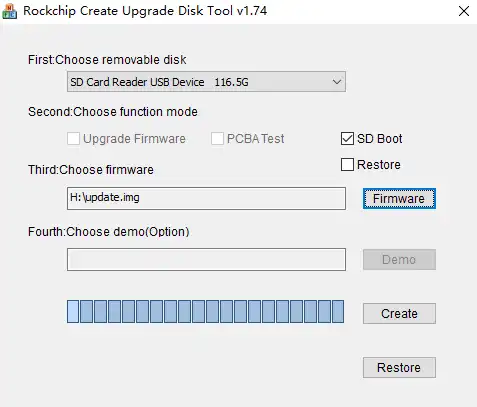 Rockchip Create Upgrade Disk Tool v1.74
First:Choose removable disk
SD Card Reader USB Device 116.5G
Second:Choose function mode
Upgrade Firmware PCBA Test SD Boot
Restore
Third:Choose firmware
H:\update.img Firmware
Fourth:Choose demo(Option)
Demo
Create
Restore